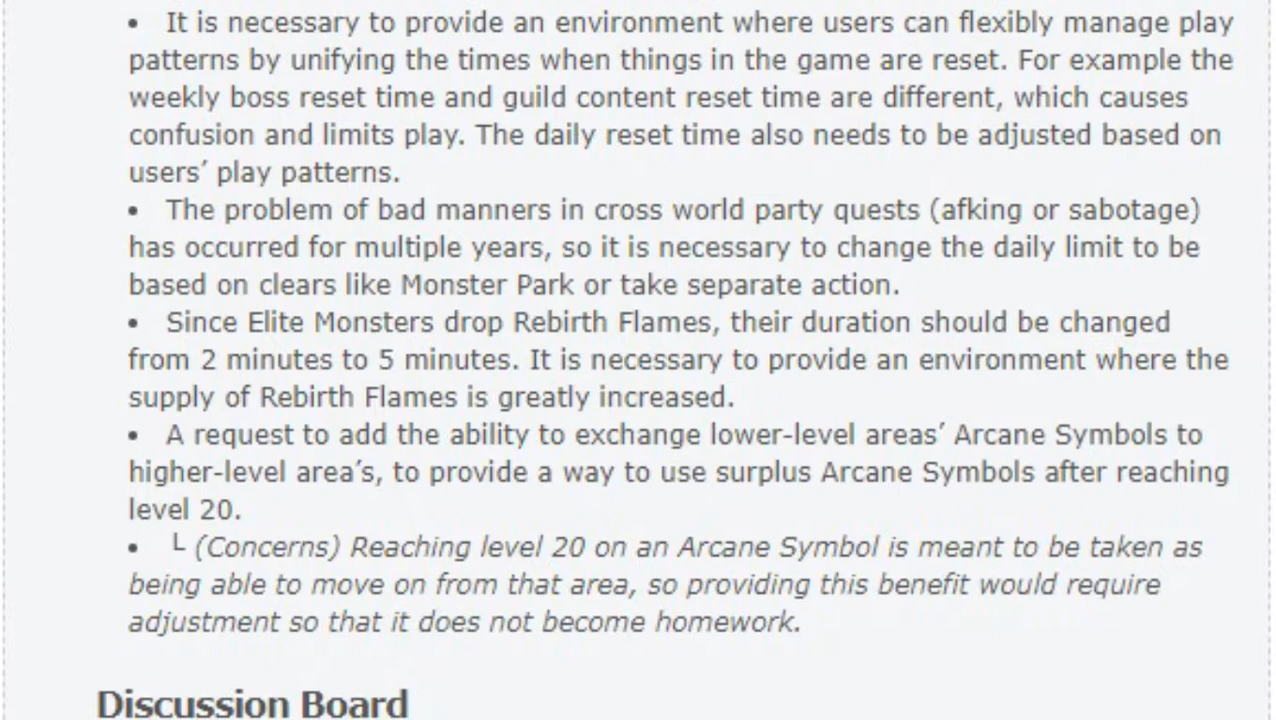 • It is necessary to provide an environment where users can flexibly manage play
patterns by unifying the times when things in the game are reset. For example the
weekly boss reset time and guild content reset time are different, which causes
confusion and limits play. The daily reset time also needs to be adjusted based on
users’ play patterns.
• The problem of bad manners in cross world party quests (afking or sabotage)
has occurred for multiple years, so it is necessary to change the daily limit to be
based on clears like Monster Park or take separate action.
• Since Elite Monsters drop Rebirth Flames, their duration should be changed
from 2 minutes to 5 minutes. It is necessary to provide an environment where the
supply of Rebirth Flames is greatly increased.
• A request to add the ability to exchange lower-level areas’ Arcane Symbols to
higher-level area’s, to provide a way to use surplus Arcane Symbols after reaching
level 20.
• └ (Concerns) Reaching level 20 on an Arcane Symbol is meant to be taken as
being able to move on from that area, so providing this benefit would require
adjustment so that it does not become homework.
Discussion Board